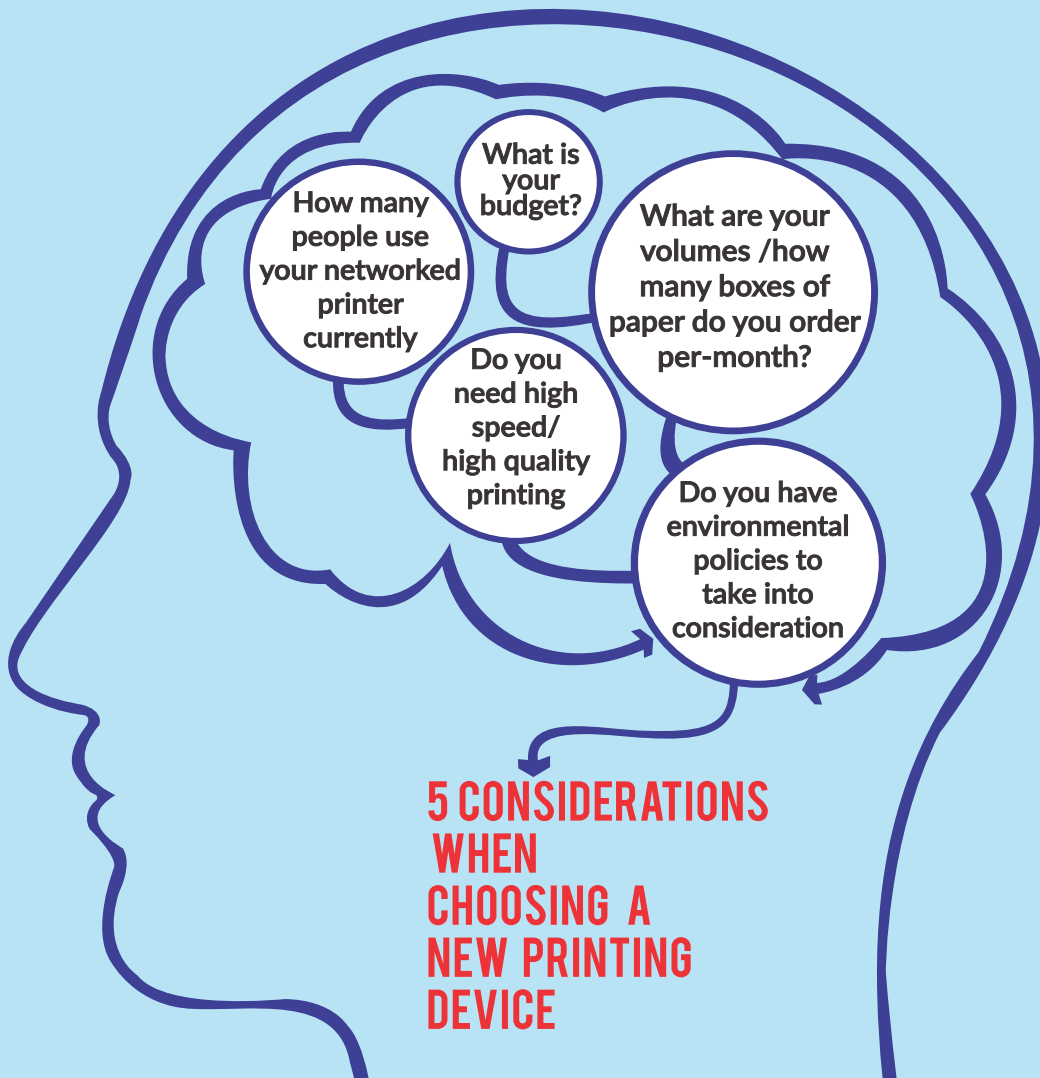 What is
your
budget?
How many
people use
your networked
printer
currently
What are your
volumes /how
many boxes of
paper do you order
per-month?
Do you
need high
speed/
high quality
printing
Do you have
environmental
policies to
take into
consideration
5 CONSIDERATIONS
WHEN
CHOOSING A
NEW PRINTING
DEVICE